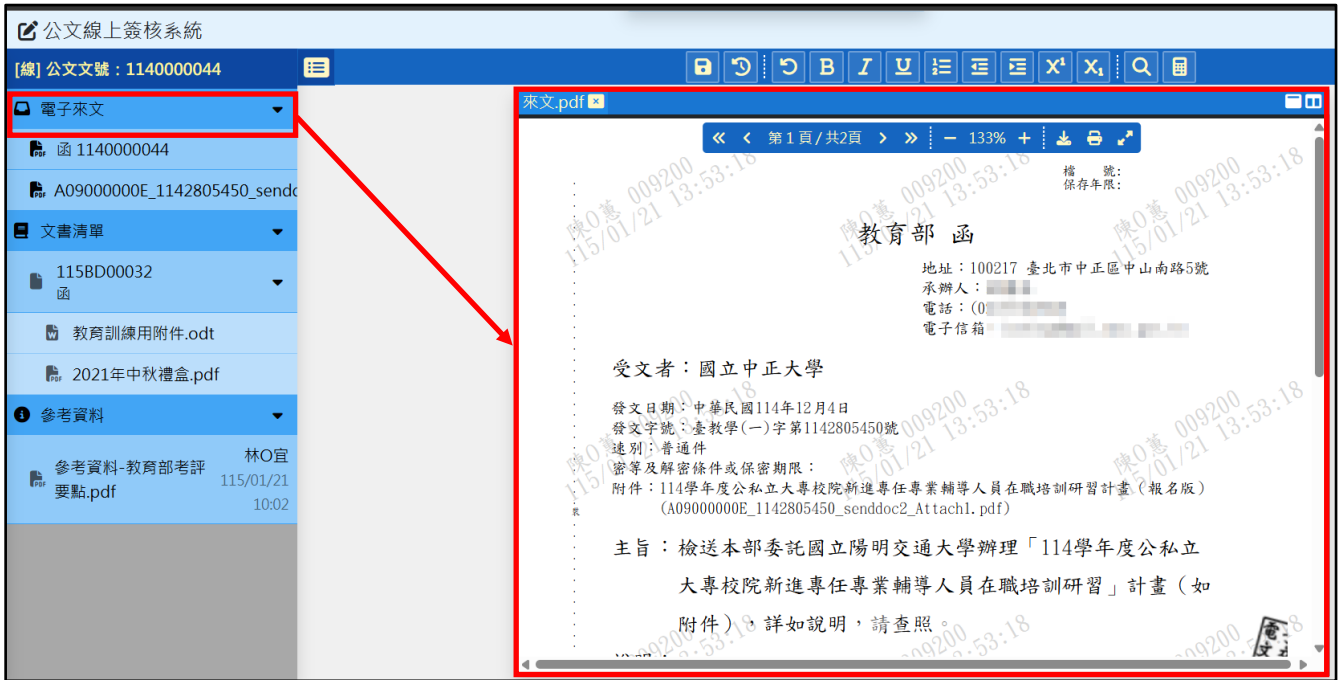 公文線上簽核系統
[線] 公文文號：1140000044
電子來文
函 1140000044
A09000000E_1142805450_senddc
文書清單
115BD00032
函
教育訓練用附件.odt
2021年中秋禮盒.pdf
參考資料
參考資料-教育部考評
要點.pdf
林O宜
115/01/21
10:02
B I U X¹ X₁
來文.pdf
第 1 頁 / 共2頁 133%
檔 號:
保存年限:
教育部 函
地址：100217 臺北市中正區中山南路5號
承辦人：
電話：(0
電子信箱
受文者：國立中正大學
發文日期：中華民國114年12月4日
發文字號：臺教學(一)字第1142805450號
速別：普通件
密等及解密條件或保密期限：
附件：114學年度公私立大專校院新進專任專業輔導人員在職培訓研習計畫（報名版）
(A09000000E_1142805450_senddoc2_Attach1.pdf)
主旨：檢送本部委託國立陽明交通大學辦理「114學年度公私立
大專校院新進專任專業輔導人員在職培訓研習」計畫（如
附件），詳如說明，請查照。
陳O蕙 009200
115/01/21 13:53:18